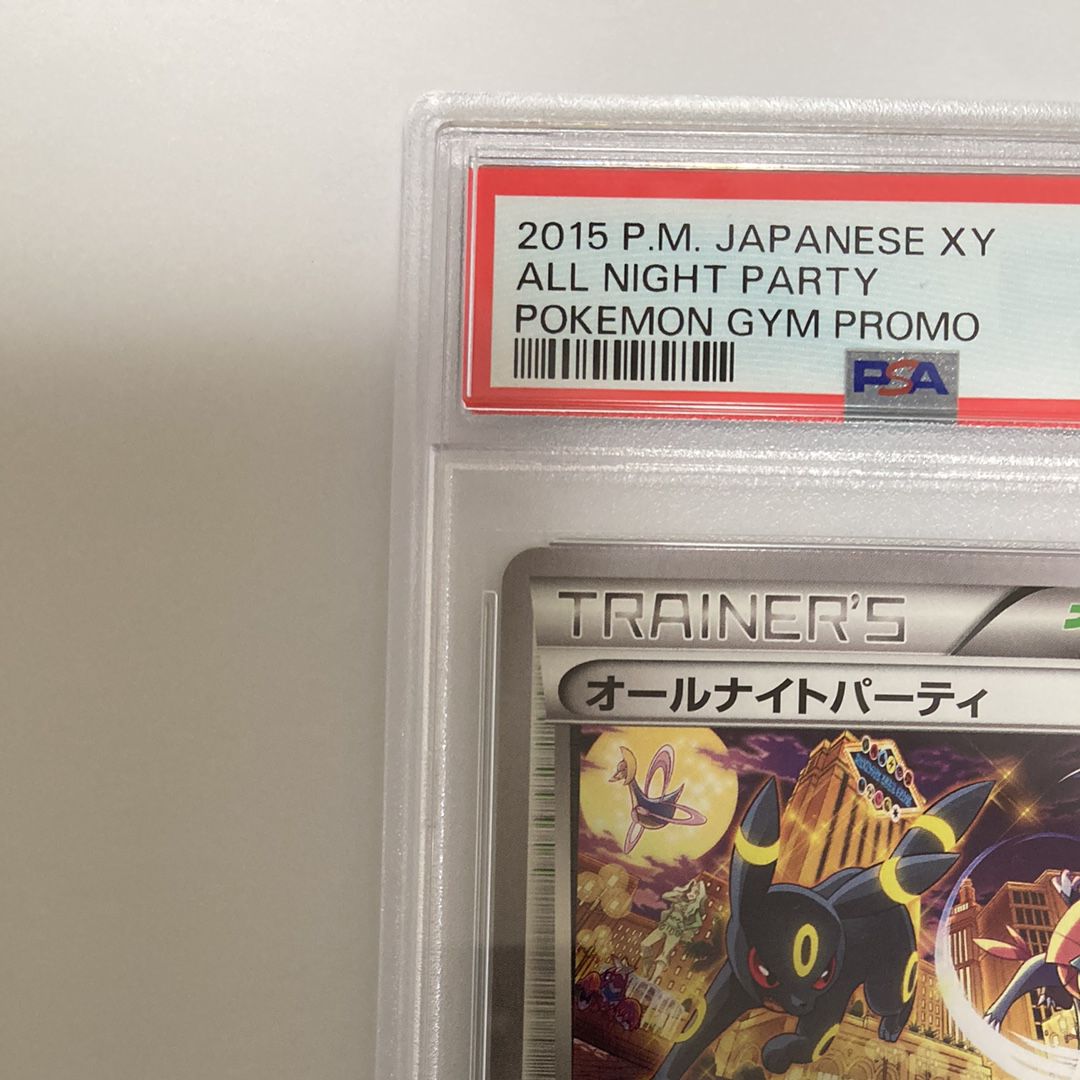 2015 P.M. JAPANESE XY
ALL NIGHT PARTY
POKEMON GYM PROMO
PSA
TRAINER'S
オールナイトパーティ